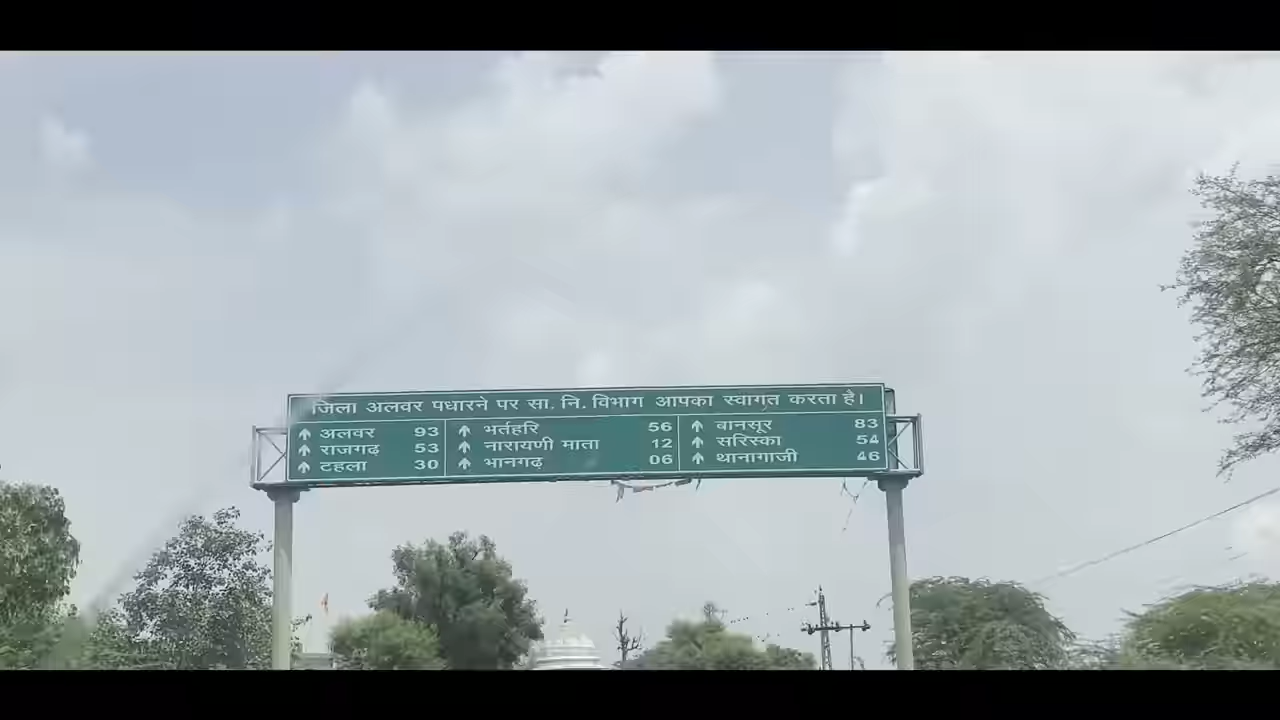 जिला अलवर पधारने पर सा. नि. विभाग आपका स्वागत करता है।
↑ अलवर 93
↑ राजगढ़ 53
↑ टहला 30
↑ भर्तहरि 56
↑ नारायणी माता 12
↑ भानगढ़ 06
↑ बानसूर 83
↑ सरिस्का 54
↑ थानागाजी 46